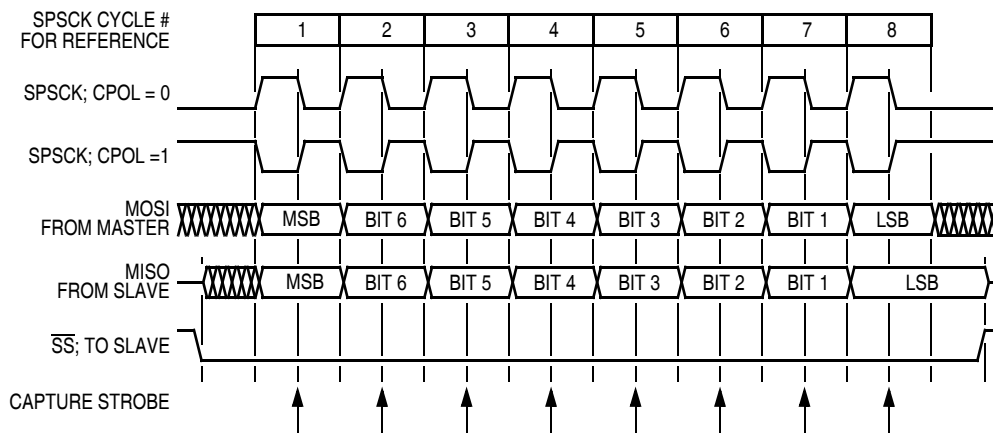 SPSCK CYCLE #
FOR REFERENCE
1 2 3 4 5 6 7 8
SPSCK; CPOL = 0
SPSCK; CPOL =1
MOSI
FROM MASTER
MSB BIT 6 BIT 5 BIT 4 BIT 3 BIT 2 BIT 1 LSB
MISO
FROM SLAVE
MSB BIT 6 BIT 5 BIT 4 BIT 3 BIT 2 BIT 1 LSB
SS; TO SLAVE
CAPTURE STROBE